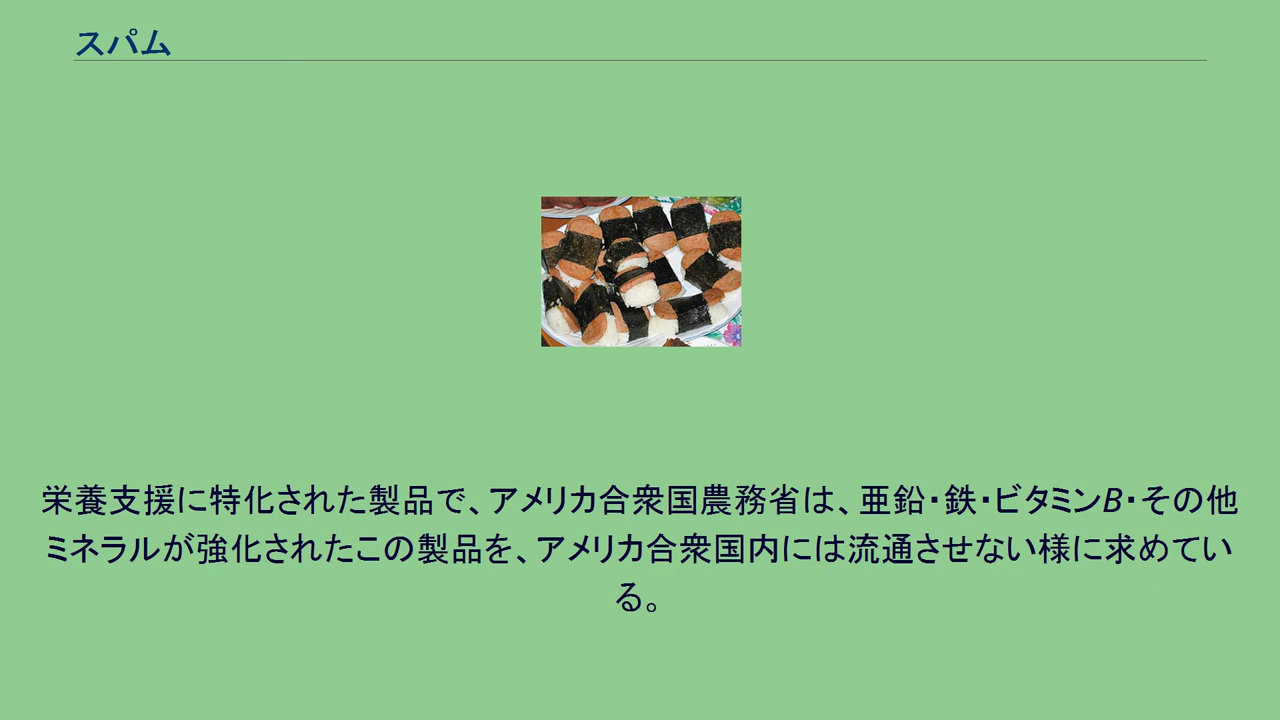 スパム
栄養支援に特化された製品で、アメリカ合衆国農務省は、亜鉛・鉄・ビタミンB・その他
ミネラルが強化されたこの製品を、アメリカ合衆国内には流通させない様に求めてい
る。